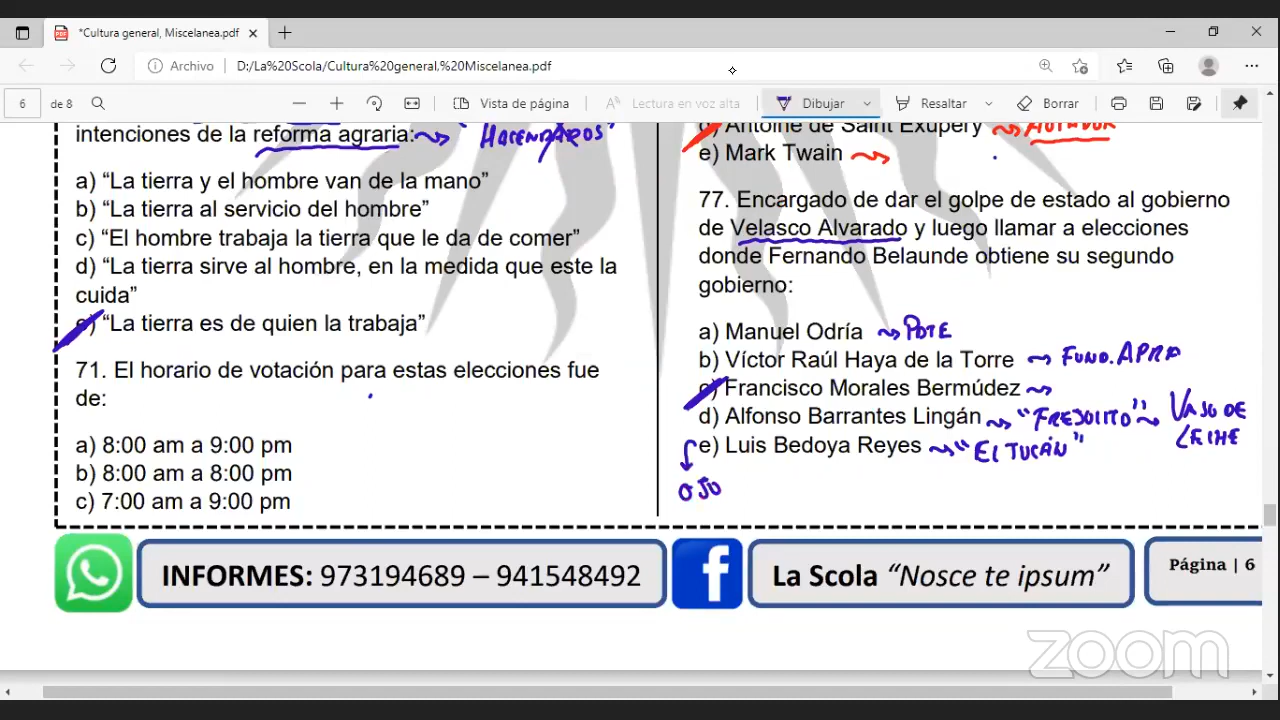 *Cultura general, Miscelanea.pdf
Archivo
D:/La%20Scola/Cultura%20general,%20Miscelanea.pdf
6
de 8
Vista de página
Lectura en voz alta
Dibujar
Resaltar
Borrar
intenciones de la reforma agraria:
"HACENDADOS"
a) “La tierra y el hombre van de la mano”
b) “La tierra al servicio del hombre”
c) “El hombre trabaja la tierra que le da de comer”
d) “La tierra sirve al hombre, en la medida que este la
cuida”
e) “La tierra es de quien la trabaja”
71. El horario de votación para estas elecciones fue
de:
a) 8:00 am a 9:00 pm
b) 8:00 am a 8:00 pm
c) 7:00 am a 9:00 pm
Antoine de Saint Exupery
AVIADOR
e) Mark Twain
77. Encargado de dar el golpe de estado al gobierno
de Velasco Alvarado y luego llamar a elecciones
donde Fernando Belaunde obtiene su segundo
gobierno:
a) Manuel Odría
PDTE
b) Víctor Raúl Haya de la Torre
FUND. APRA
c) Francisco Morales Bermúdez
d) Alfonso Barrantes Lingán
"FREJOLITO"
VASO DE
LECHE
e) Luis Bedoya Reyes
"El TUCÁN"
OJO
INFORMES: 973194689 – 941548492
f
La Scola “Nosce te ipsum”
Página | 6
zoom